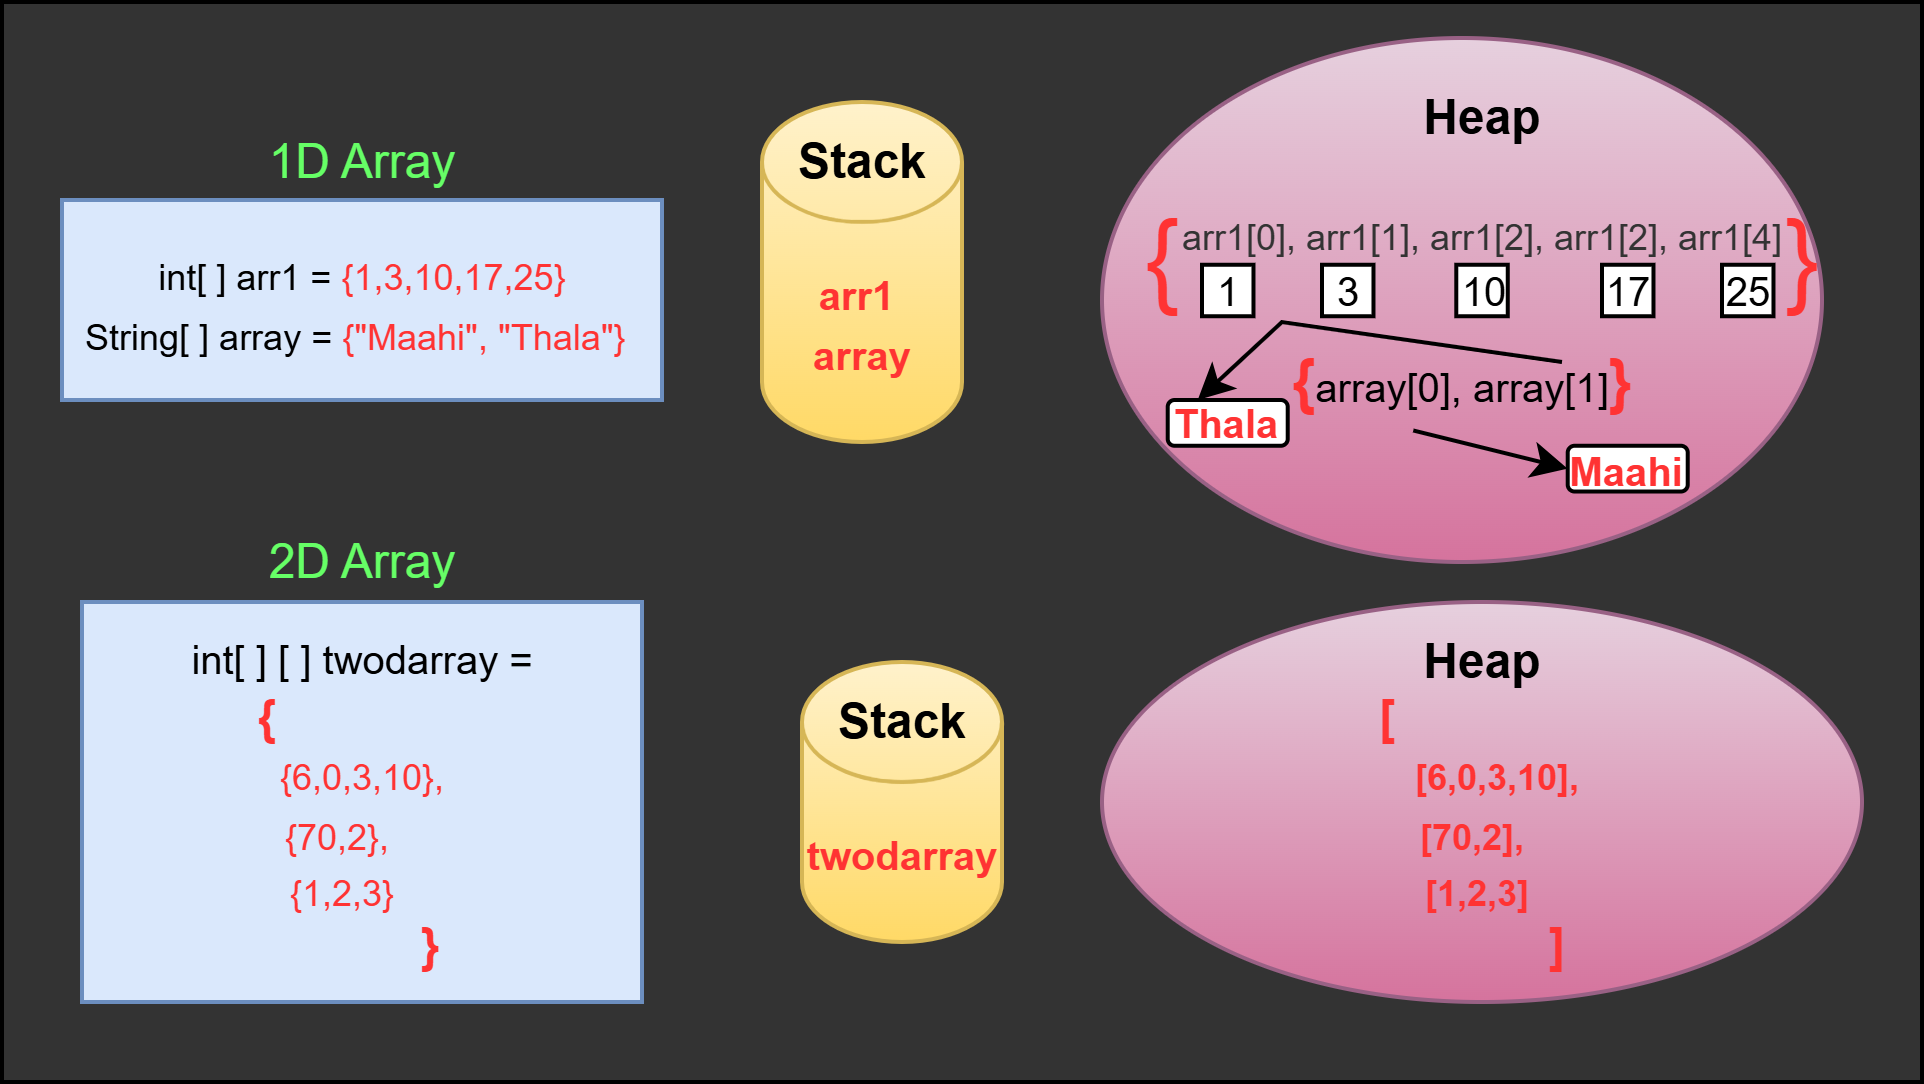 1D Array
int[ ] arr1 = {1,3,10,17,25}
String[ ] array = {"Maahi", "Thala"}
Stack
arr1
array
Heap
{arr1[0], arr1[1], arr1[2], arr1[2], arr1[4]}
1 3 10 17 25
{array[0], array[1]}
Thala
Maahi
2D Array
int[ ] [ ] twodarray =
{
{6,0,3,10},
{70,2},
{1,2,3}
}
Stack
twodarray
Heap
[
[6,0,3,10],
[70,2],
[1,2,3]
]